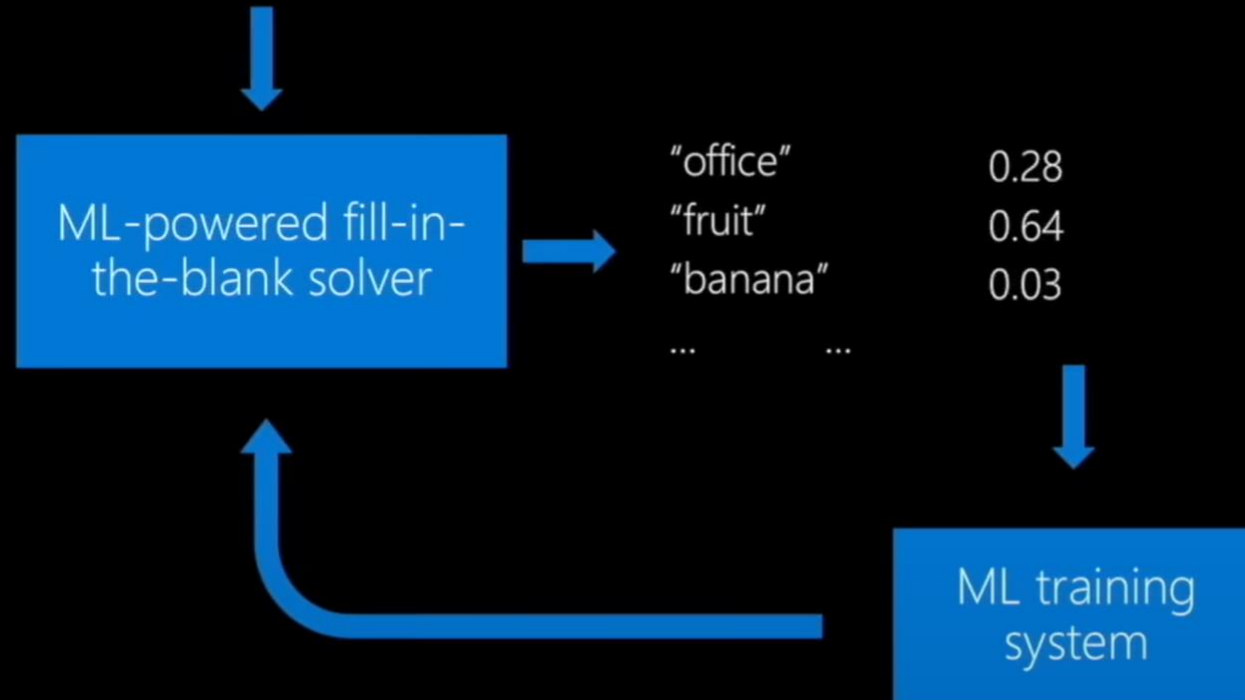 ML-powered fill-in-
the-blank solver
“office” 0.28
“fruit” 0.64
“banana” 0.03
... ...
ML training
system